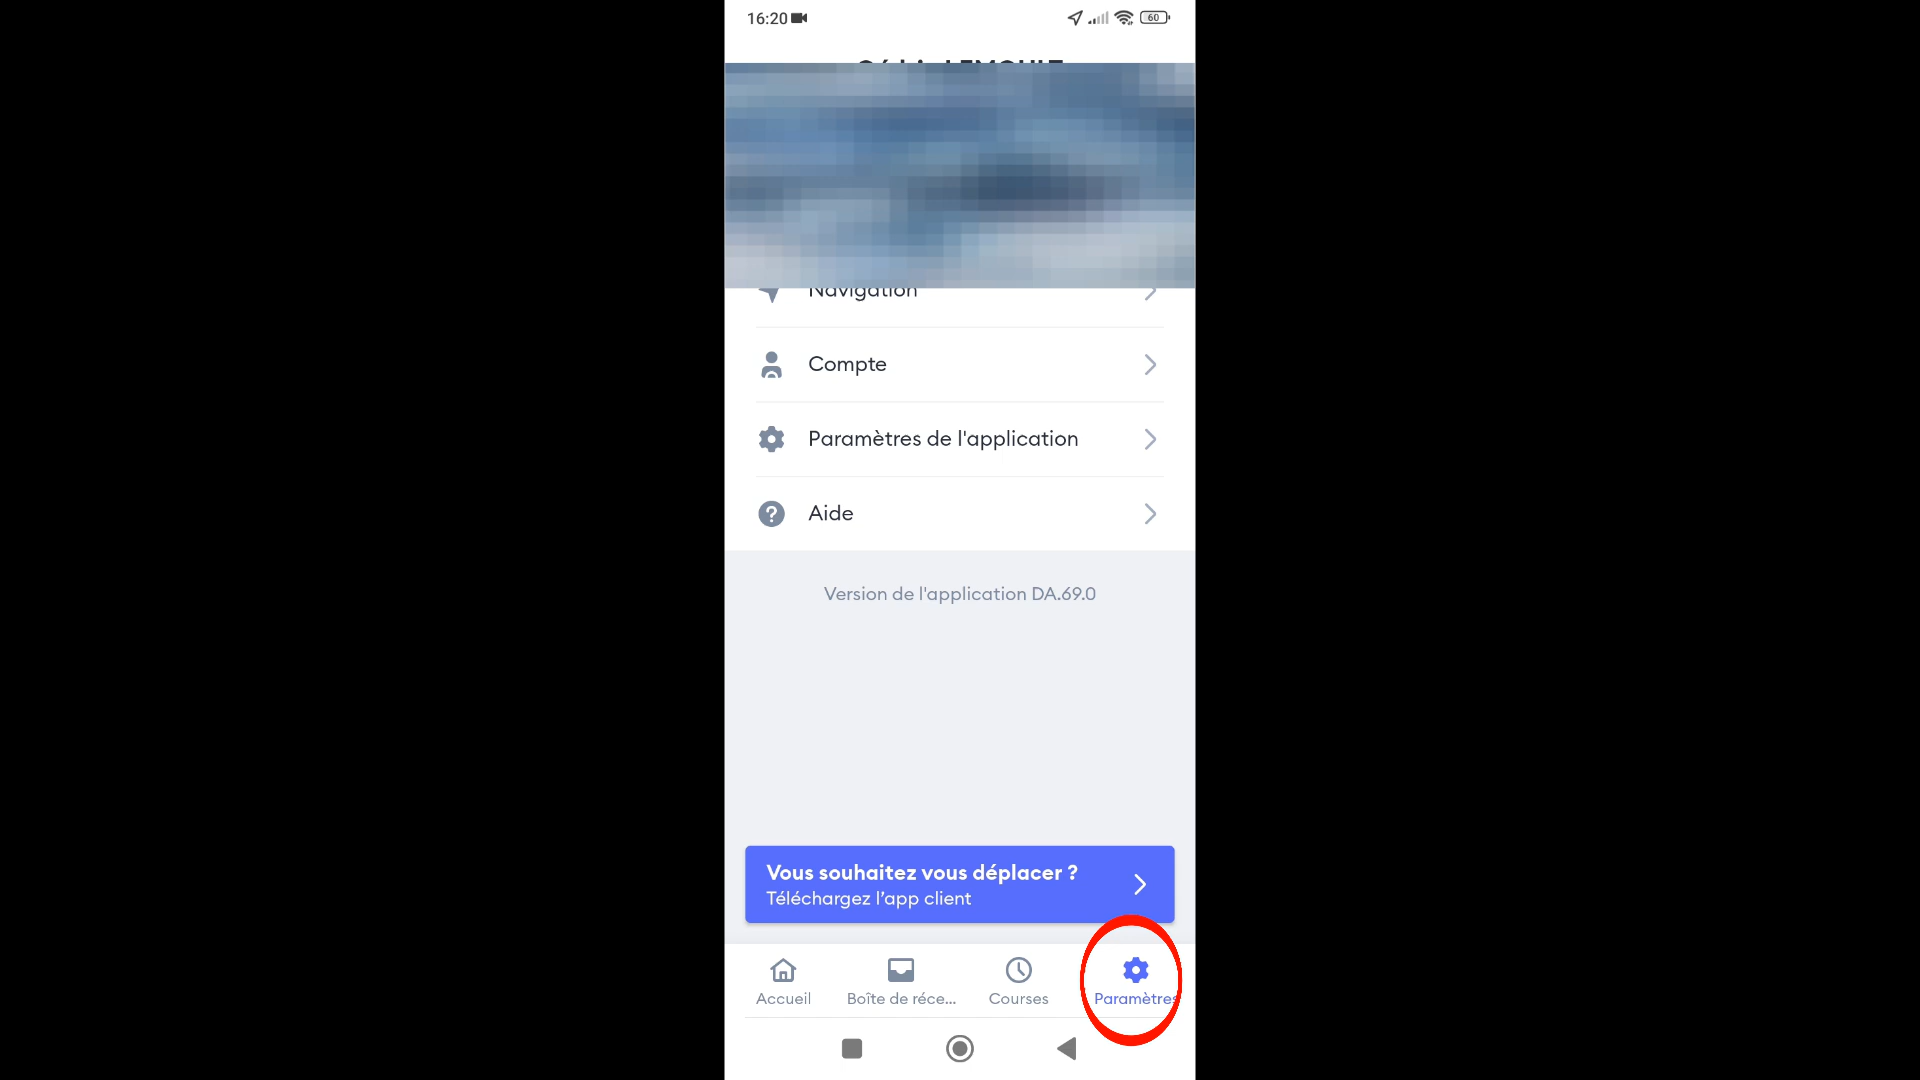 16:20
60
Navigation
Compte
Paramètres de l'application
Aide
Version de l'application DA.69.0
Vous souhaitez vous déplacer ?
Téléchargez l’app client
Accueil
Boîte de réce...
Courses
Paramètres